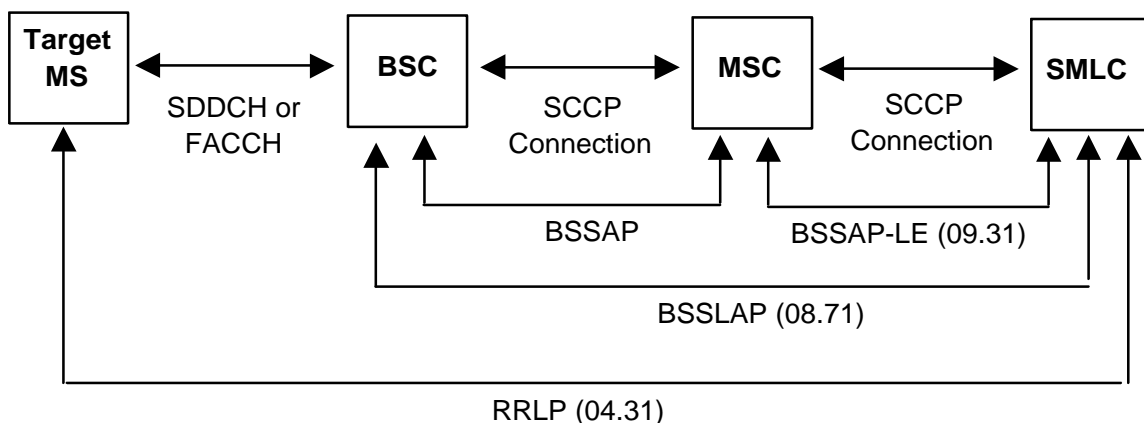 Target
MS
BSC
MSC
SMLC
SDDCH or
FACCH
SCCP
Connection
SCCP
Connection
BSSAP
BSSAP-LE (09.31)
BSSLAP (08.71)
RRLP (04.31)